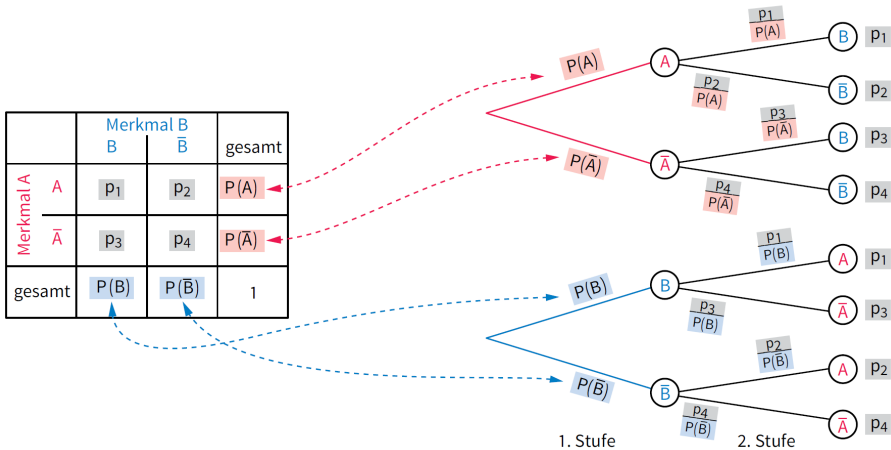 Merkmal B
B B̅ gesamt
Merkmal A
A p₁ p₂ P(A)
A̅ p₃ p₄ P(A̅)
gesamt P(B) P(B̅) 1
P(A) A
p₁/P(A) B p₁
p₂/P(A) B̅ p₂
P(A̅) A̅
p₃/P(A̅) B p₃
p₄/P(A̅) B̅ p₄
P(B) B
p₁/P(B) A p₁
p₃/P(B) A̅ p₃
P(B̅) B̅
p₂/P(B̅) A p₂
p₄/P(B̅) A̅ p₄
1. Stufe 2. Stufe